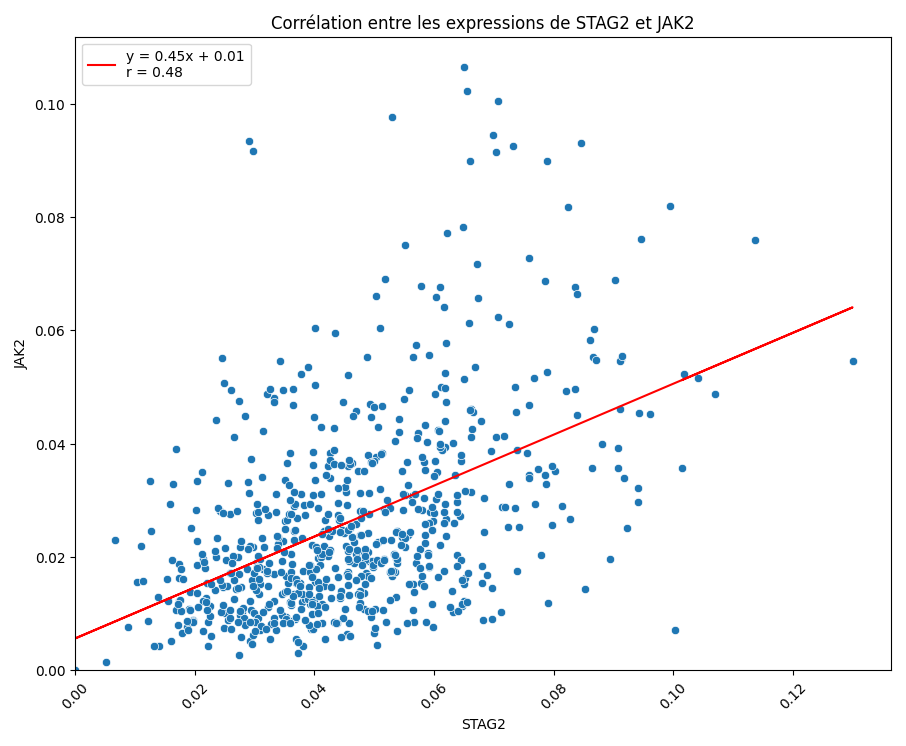 Corrélation entre les expressions de STAG2 et JAK2
y = 0.45x + 0.01
r = 0.48
JAK2
0.10
0.08
0.06
0.04
0.02
0.00
0.00 0.02 0.04 0.06 0.08 0.10 0.12
STAG2